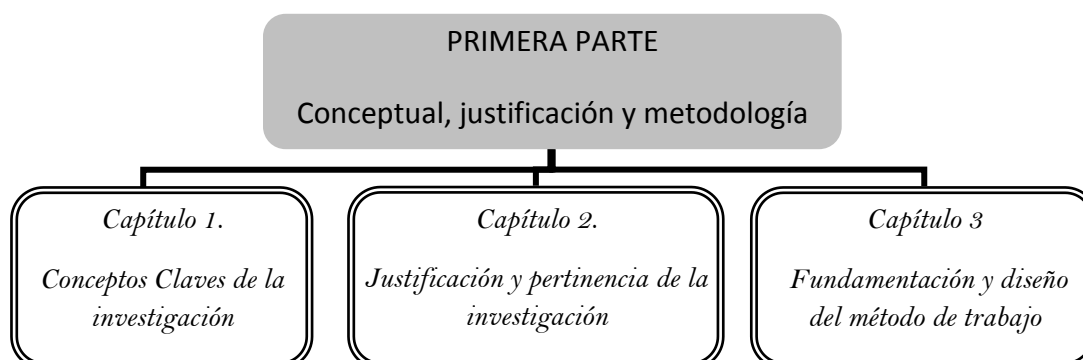 PRIMERA PARTE
Conceptual, justificación y metodología
Capítulo 1.
Conceptos Claves de la
investigación
Capítulo 2.
Justificación y pertinencia de la
investigación
Capítulo 3
Fundamentación y diseño
del método de trabajo